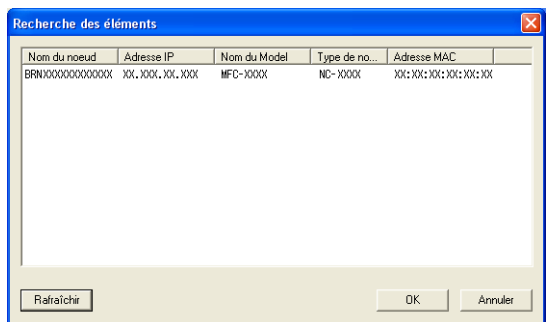 Recherche des éléments
Nom du noeud Adresse IP Nom du Model Type de no... Adresse MAC
BRNXXXXXXXXXXXX XX.XXX.XX.XXX MFC-XXXX NC-XXXX XX:XX:XX:XX:XX:XX
Rafraîchir OK Annuler